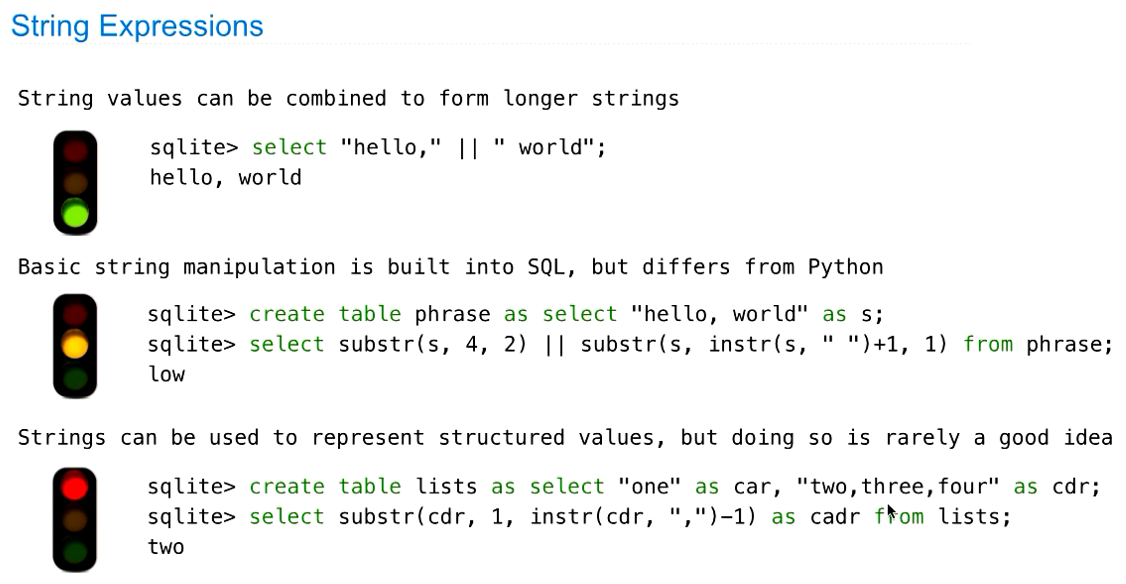 String Expressions
String values can be combined to form longer strings
sqlite> select "hello," || " world";
hello, world
Basic string manipulation is built into SQL, but differs from Python
sqlite> create table phrase as select "hello, world" as s;
sqlite> select substr(s, 4, 2) || substr(s, instr(s, " ")+1, 1) from phrase;
low
Strings can be used to represent structured values, but doing so is rarely a good idea
sqlite> create table lists as select "one" as car, "two,three,four" as cdr;
sqlite> select substr(cdr, 1, instr(cdr, ",")−1) as cadr from lists;
two